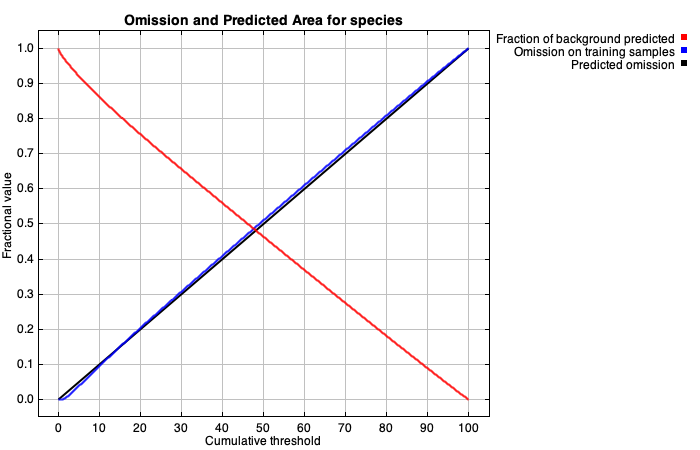 Omission and Predicted Area for species
Fraction of background predicted
Omission on training samples
Predicted omission
Fractional value
1.0
0.9
0.8
0.7
0.6
0.5
0.4
0.3
0.2
0.1
0.0
0 10 20 30 40 50 60 70 80 90 100
Cumulative threshold